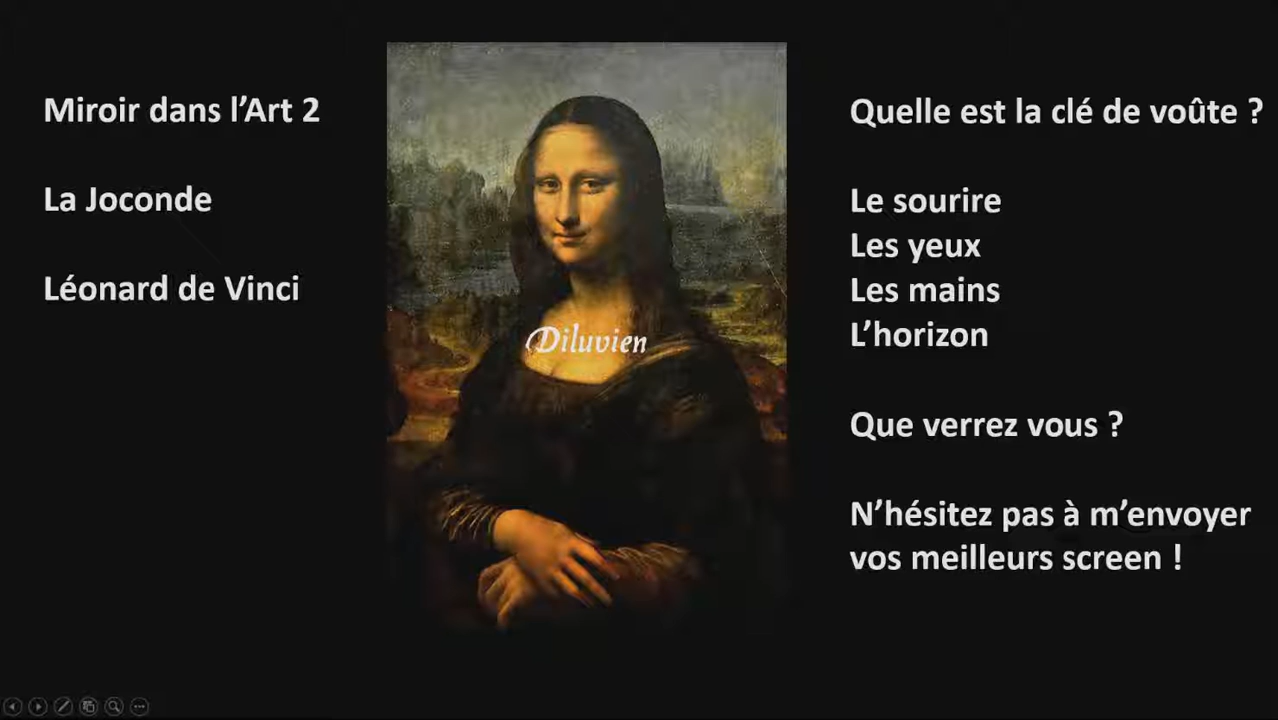 Miroir dans l’Art 2
La Joconde
Léonard de Vinci
Diluvien
Quelle est la clé de voûte ?
Le sourire
Les yeux
Les mains
L’horizon
Que verrez vous ?
N’hésitez pas à m’envoyer
vos meilleurs screen !